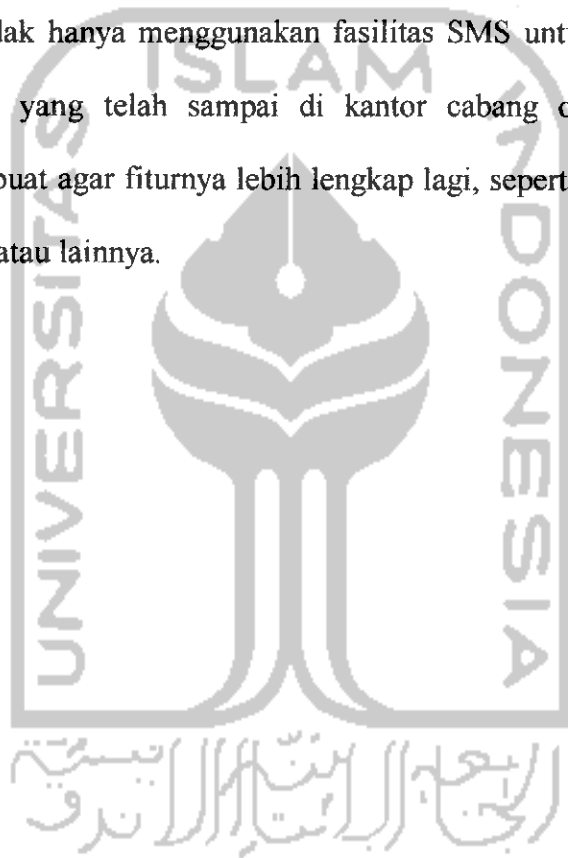 dak hanya menggunakan fasilitas SMS unt
ISLAM
yang telah sampai di kantor cabang
buat agar fiturnya lebih lengkap lagi, sepert
atau lainnya.
UNIVERSITAS
INDONESIA